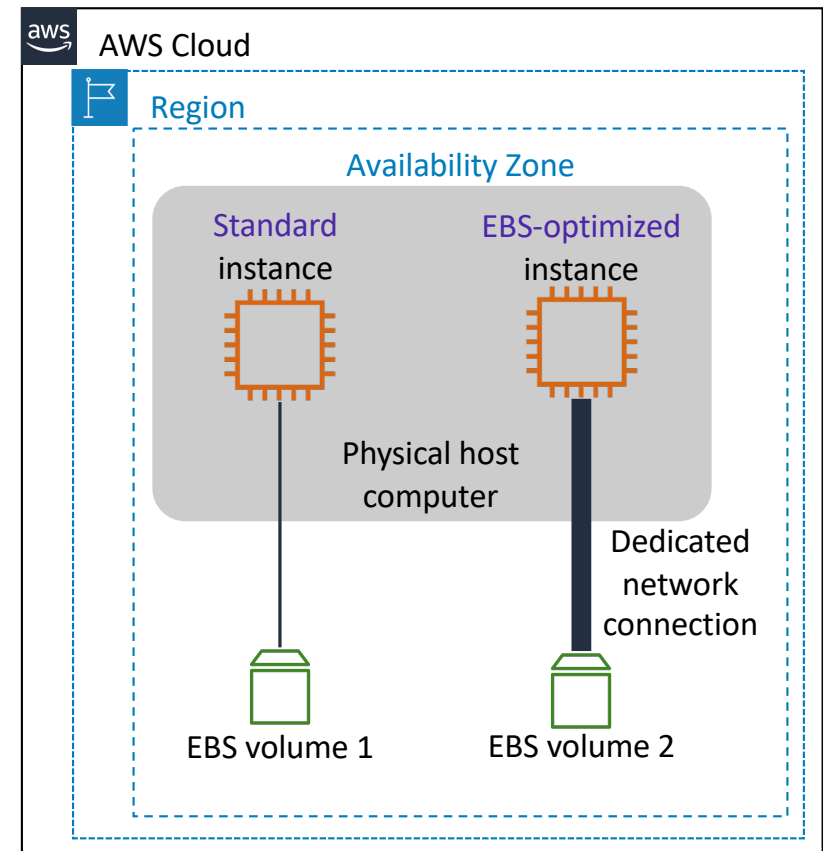 aws
AWS Cloud
Region
Availability Zone
Standard
instance
EBS-optimized
instance
Physical host
computer
Dedicated
network
connection
EBS volume 1
EBS volume 2